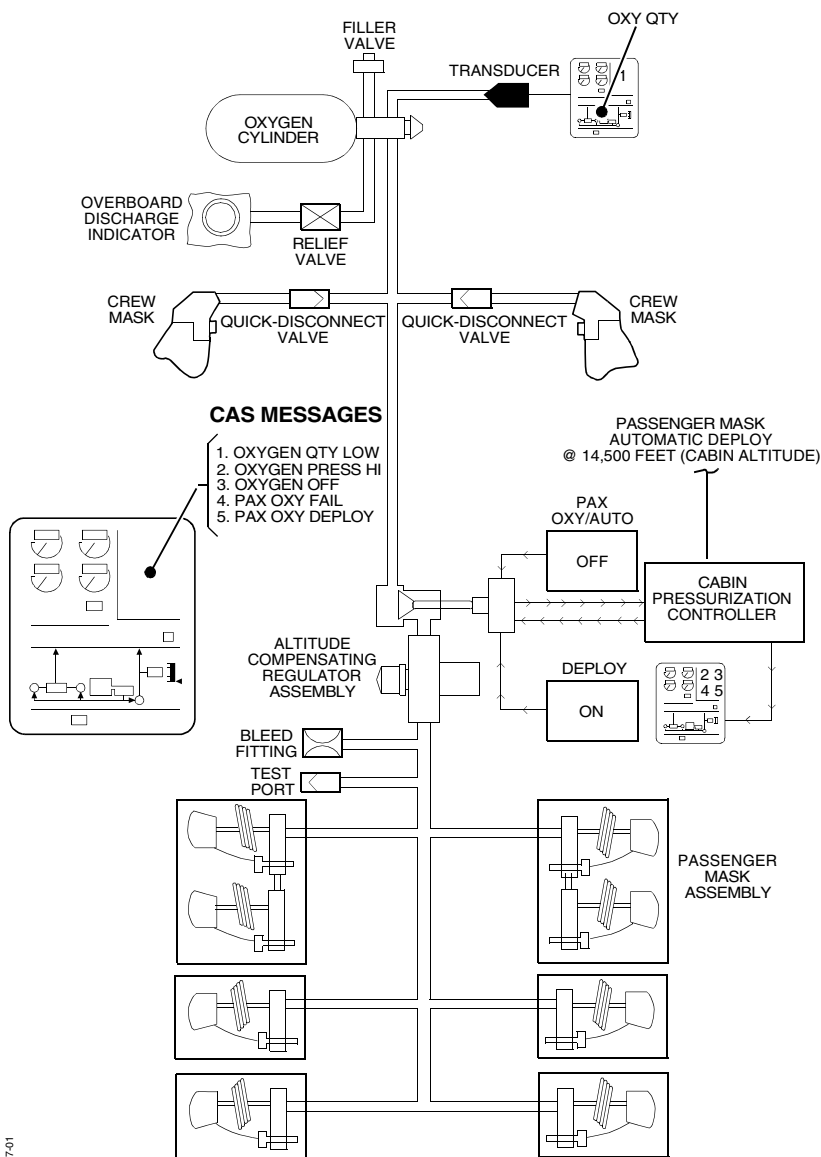 OXY QTY
FILLER
VALVE
TRANSDUCER
1
OXYGEN
CYLINDER
OVERBOARD
DISCHARGE
INDICATOR
RELIEF
VALVE
CREW
MASK
QUICK-DISCONNECT
VALVE
QUICK-DISCONNECT
VALVE
CREW
MASK
CAS MESSAGES
1. OXYGEN QTY LOW
2. OXYGEN PRESS HI
3. OXYGEN OFF
4. PAX OXY FAIL
5. PAX OXY DEPLOY
PASSENGER MASK
AUTOMATIC DEPLOY
@ 14,500 FEET (CABIN ALTITUDE)
PAX
OXY/AUTO
OFF
CABIN
PRESSURIZATION
CONTROLLER
ALTITUDE
COMPENSATING
REGULATOR
ASSEMBLY
DEPLOY
ON
2 3
4 5
BLEED
FITTING
TEST
PORT
PASSENGER
MASK
ASSEMBLY
7-01